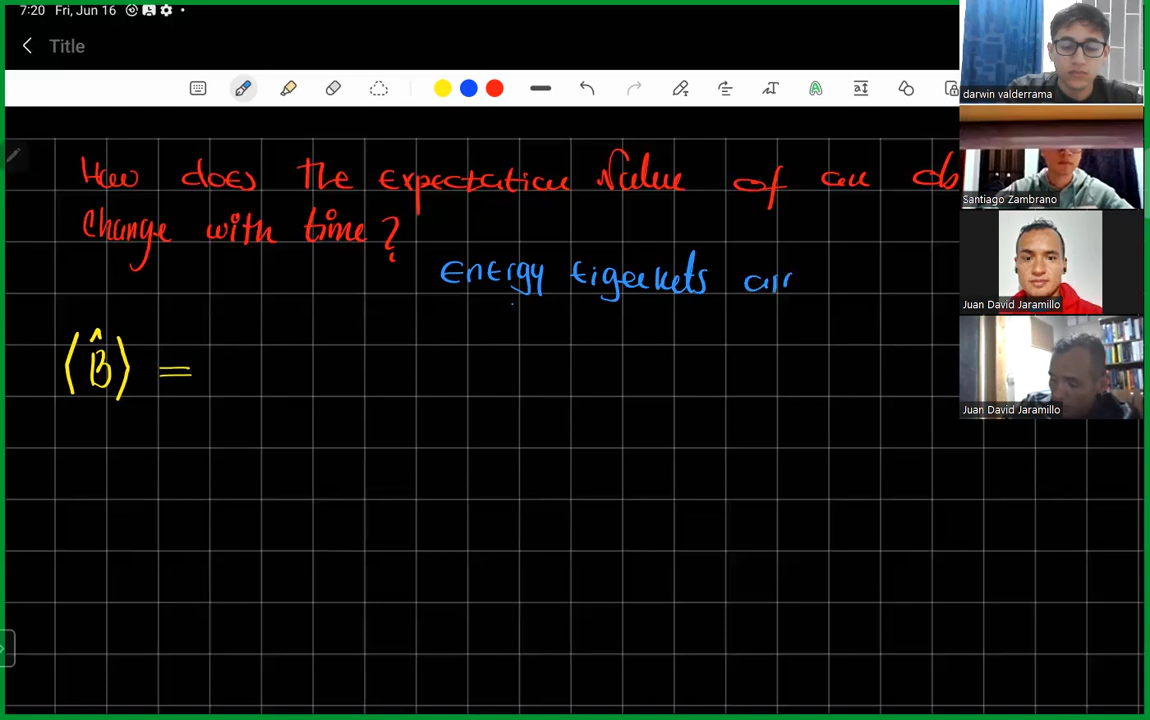 7:20 Fri, Jun 16
Title
darwin valderrama
How does the expectation value of an ob
Santiago Zambrano
change with time?
Energy Eigenkets are
Juan David Jaramillo
⟨B̂⟩ =
Juan David Jaramillo